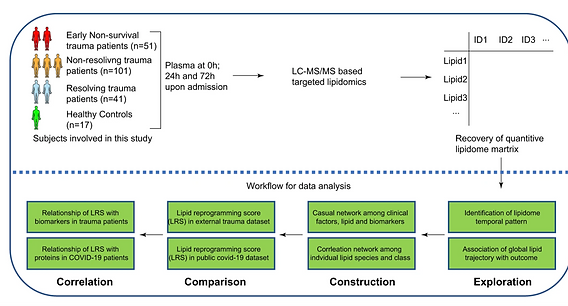 Early Non-survival
trauma patients (n=51)
Non-resolivng trauma
patients (n=101)
Resolving trauma
patients (n=41)
Healthy Controls
(n=17)
Subjects involved in this study
Plasma at 0h;
24h and 72h
upon admission
LC-MS/MS based
targeted lipidomics
ID1 ID2 ID3 ...
Lipid1
Lipid2
Lipid3
...
Recovery of quantitive
lipidome martrix
Workflow for data analysis
Relationship of LRS with
biomarkers in trauma patients
Lipid reprogramming score
(LRS) in external trauma dataset
Casual network among clinical
factors, lipid and biomarkers
Identification of lipidome
temporal pattern
Relationship of LRS with
proteins in COVID-19 patients
Lipid reprogramming score
(LRS) in public covid-19 dataset
Corrleation network among
indivldual lipid species and class
Association of global lipid
trajectory with outcome
Correlation
Comparison
Construction
Exploration